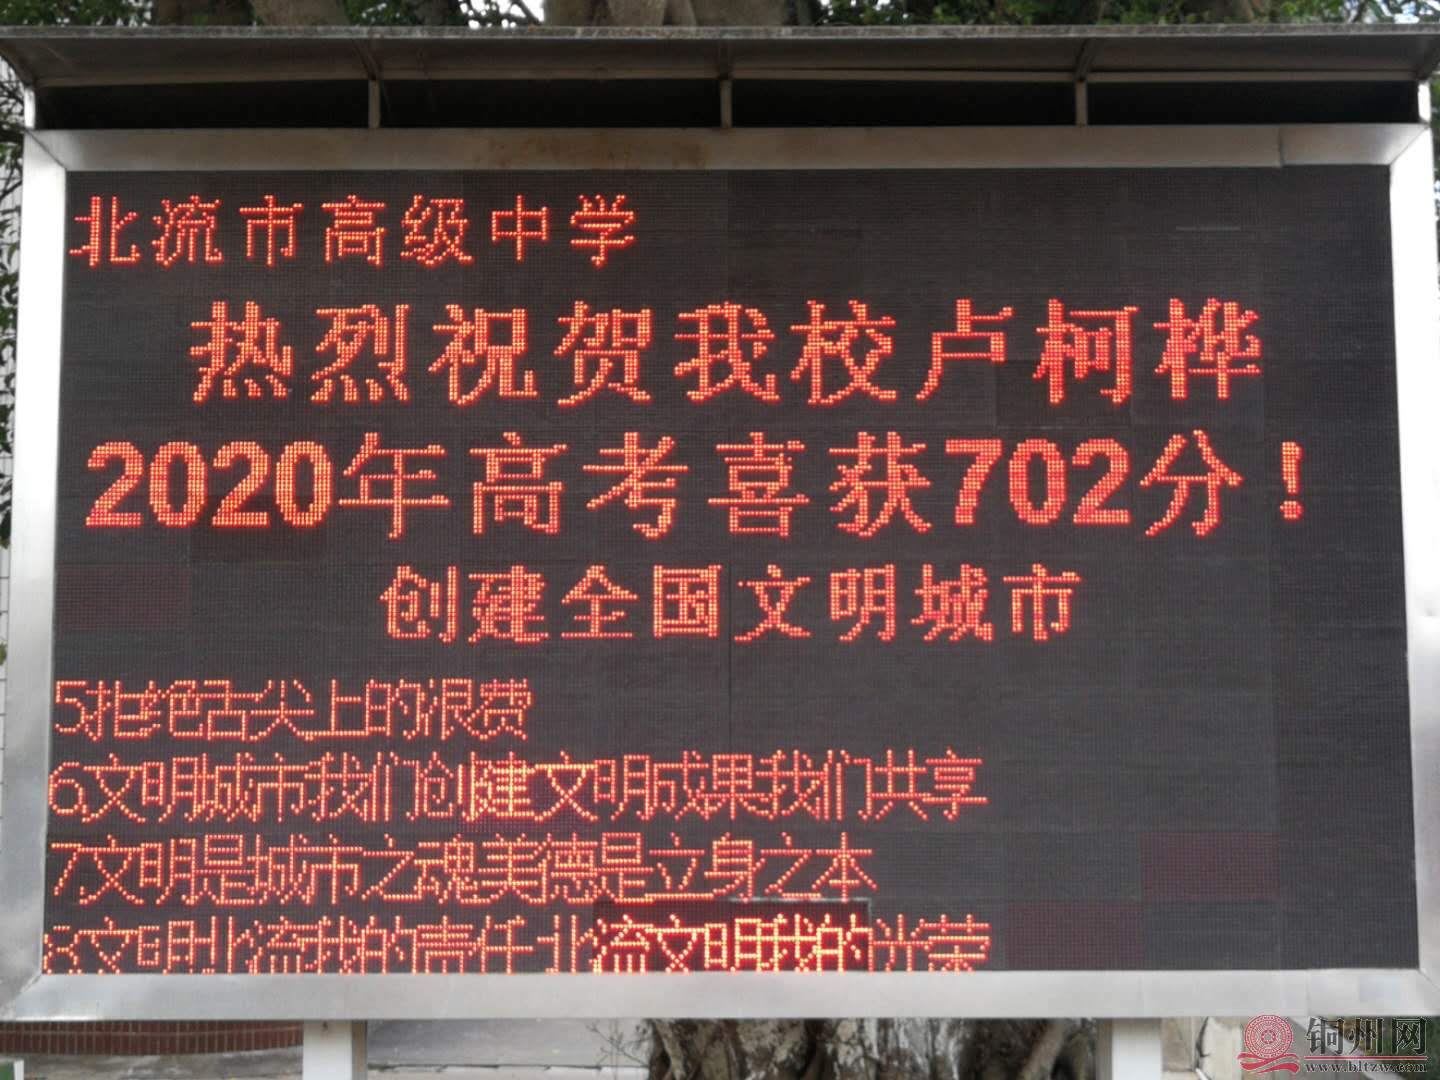 北流市高级中学
热烈祝贺我校卢柯桦
2020年高考喜获702分!
创建全国文明城市
5拒绝舌尖上的浪费
6文明城市我们创建文明成果我们共享
7文明是城市之魂美德是立身之本
8文明北流我的责任北流文明我的光荣
铜州网
www.bltzw.com